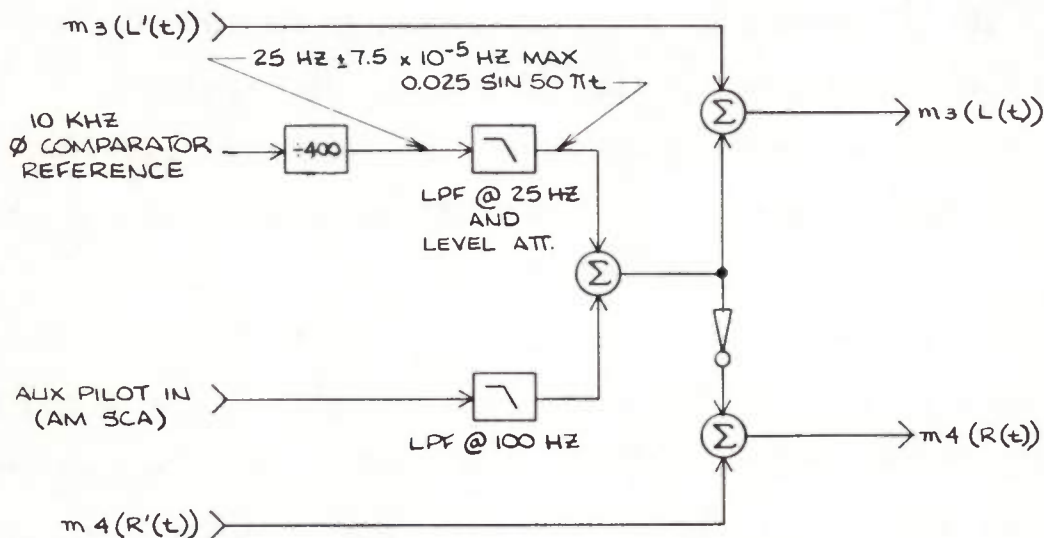 m3(L'(t))
25 HZ ±7.5 x 10⁻⁵ HZ MAX
0.025 SIN 50 πt
Σ
m3(L(t))
10 KHZ
Ø COMPARATOR
REFERENCE
÷400
LPF @ 25 HZ
AND
LEVEL ATT.
Σ
AUX PILOT IN
(AM SCA)
LPF @ 100 HZ
Σ
m4(R(t))
m4(R'(t))